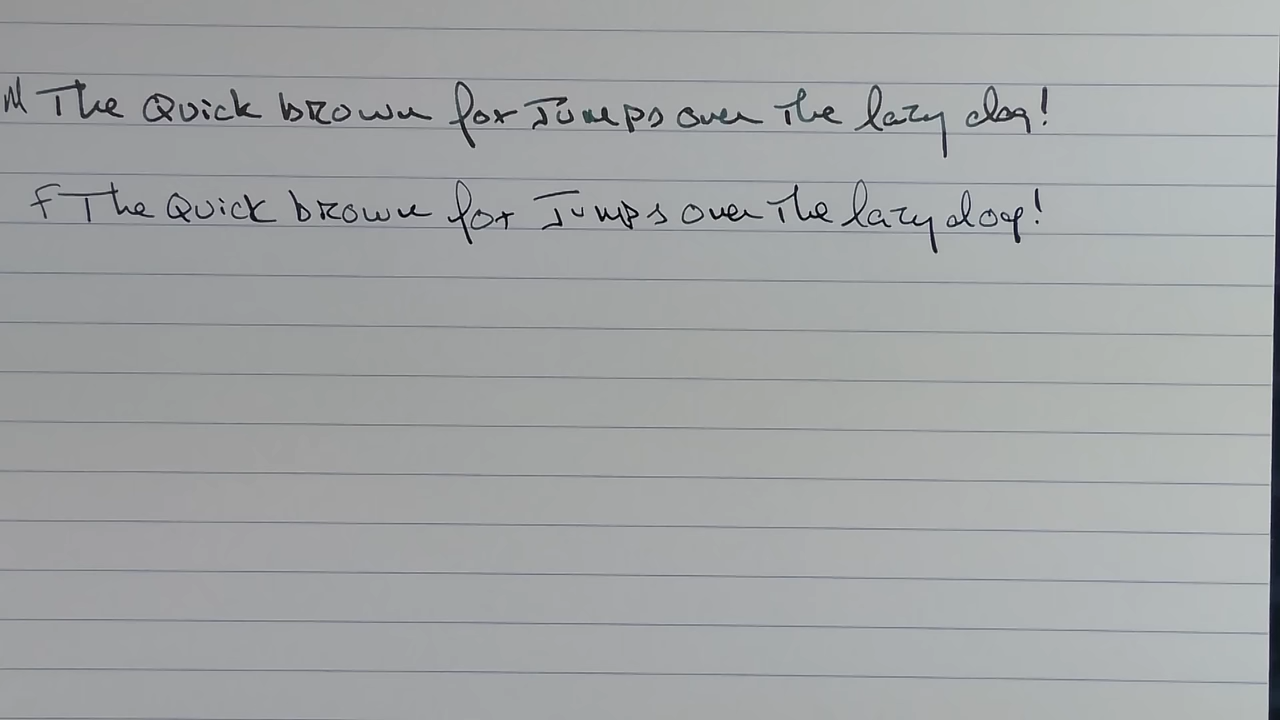 M The Quick brown fox Jumps over The lazy dog!
F The Quick brown fox Jumps over The lazy dog!